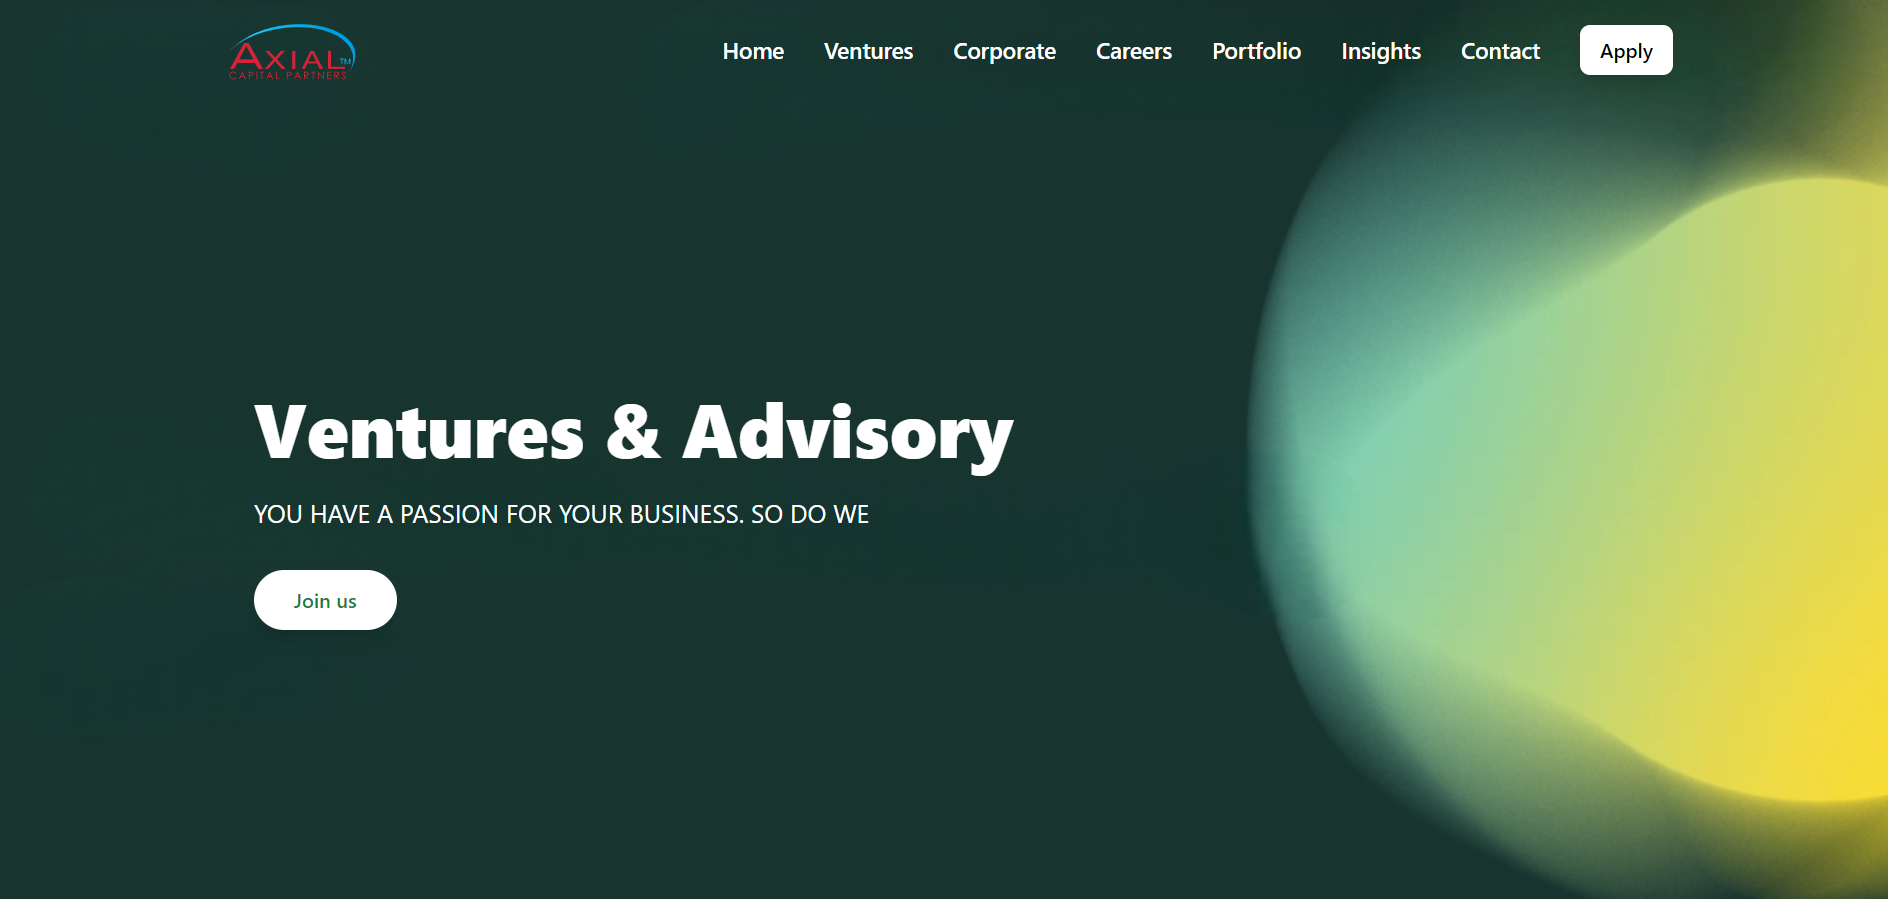 AXIAL™
CAPITAL PARTNERS
Home Ventures Corporate Careers Portfolio Insights Contact Apply
Ventures & Advisory
YOU HAVE A PASSION FOR YOUR BUSINESS. SO DO WE
Join us